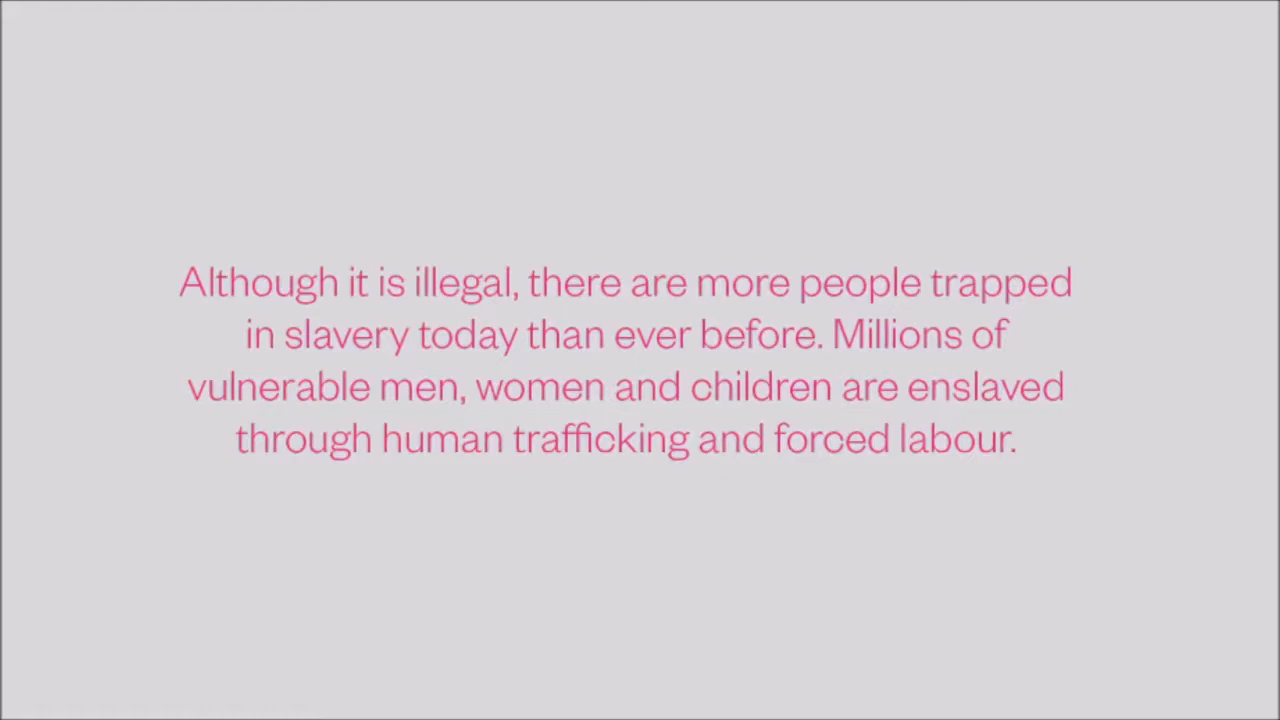 Although it is illegal, there are more people trapped
in slavery today than ever before. Millions of
vulnerable men, women and children are enslaved
through human trafficking and forced labour.